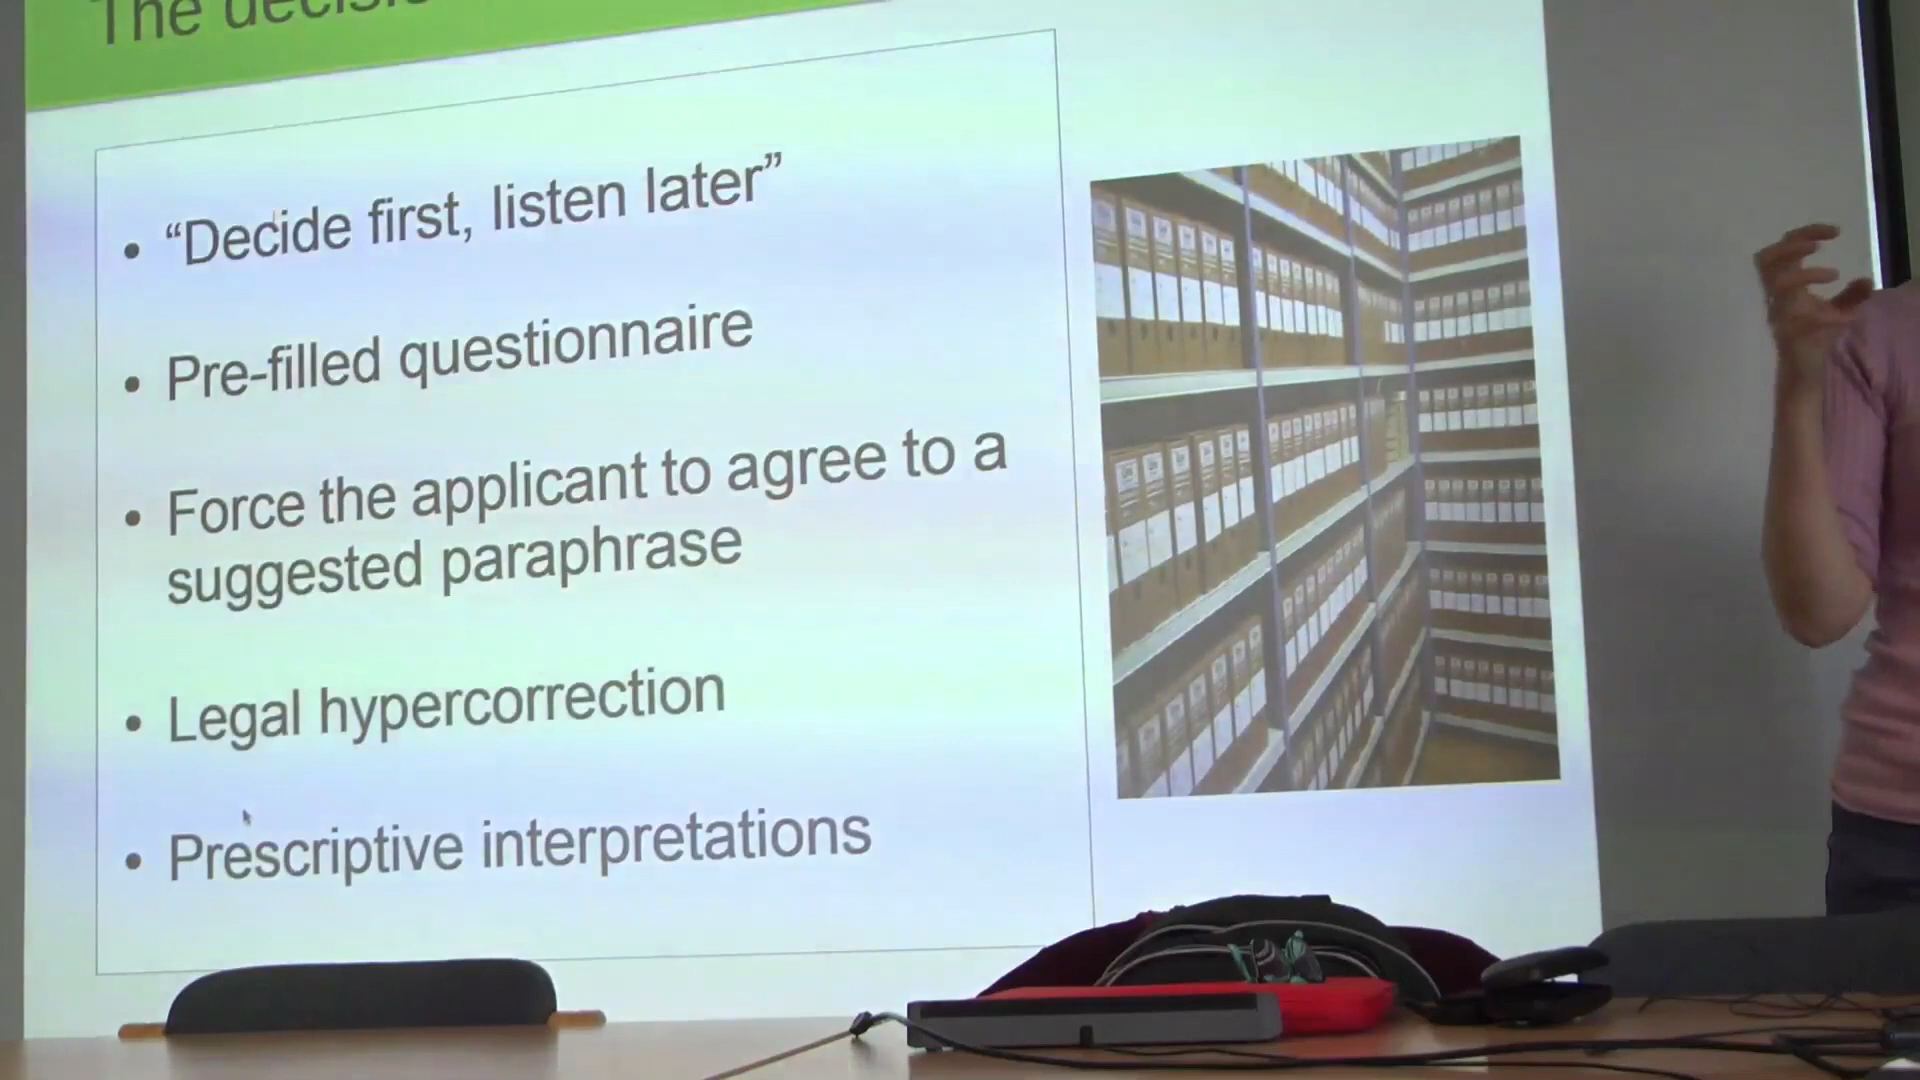 The
• “Decide first, listen later”
• Pre-filled questionnaire
• Force the applicant to agree to a
suggested paraphrase
• Legal hypercorrection
• Prescriptive interpretations